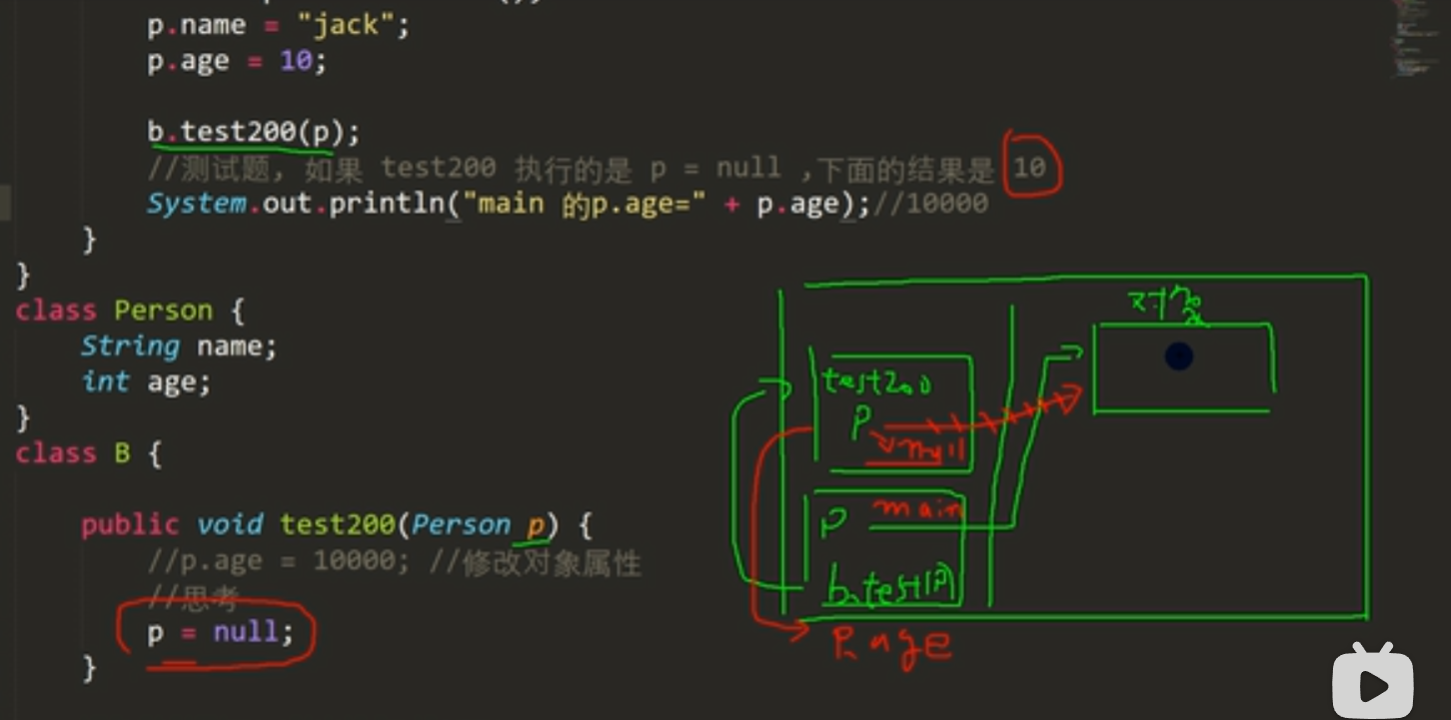 p.name = "jack";
p.age = 10;
b.test200(p);
//测试题, 如果 test200 执行的是 p = null ,下面的结果是 10
System.out.println("main 的p.age=" + p.age);//10000
}
}
class Person {
String name;
int age;
}
class B {
public void test200(Person p) {
//p.age = 10000; //修改对象属性
//思考
p = null;
}
对象
test200
p
null
main
p
b.test(p)
P.age